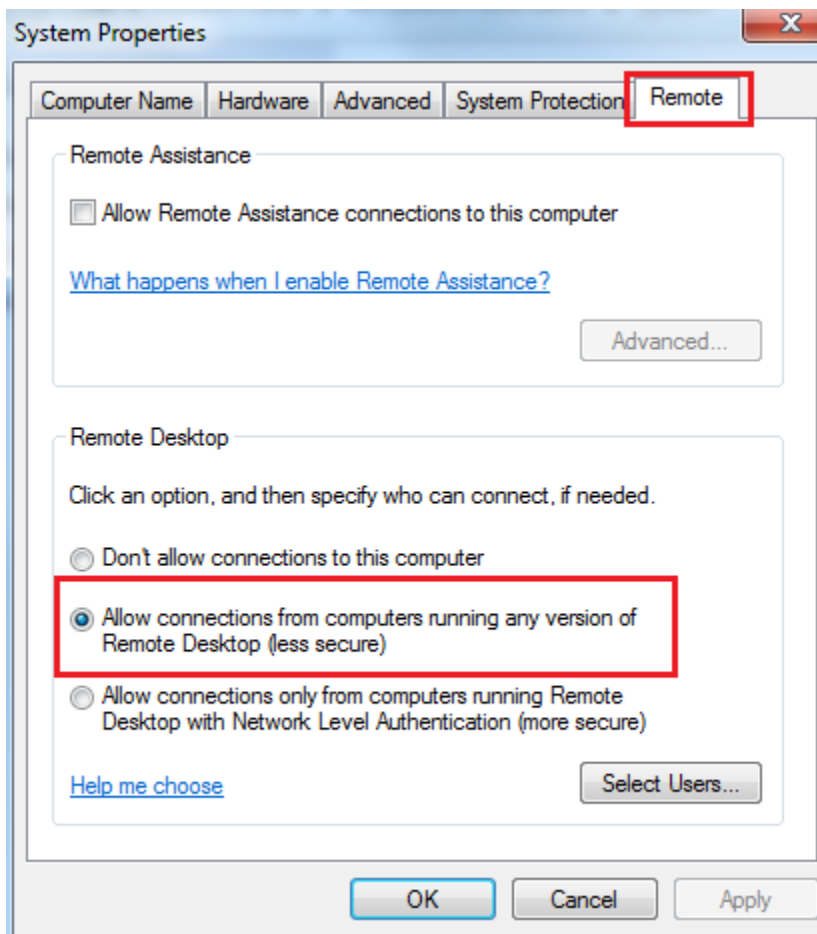 System Properties
Computer Name Hardware Advanced System Protection Remote
Remote Assistance
Allow Remote Assistance connections to this computer
What happens when I enable Remote Assistance?
Advanced...
Remote Desktop
Click an option, and then specify who can connect, if needed.
Don't allow connections to this computer
Allow connections from computers running any version of
Remote Desktop (less secure)
Allow connections only from computers running Remote
Desktop with Network Level Authentication (more secure)
Help me choose Select Users...
OK Cancel Apply